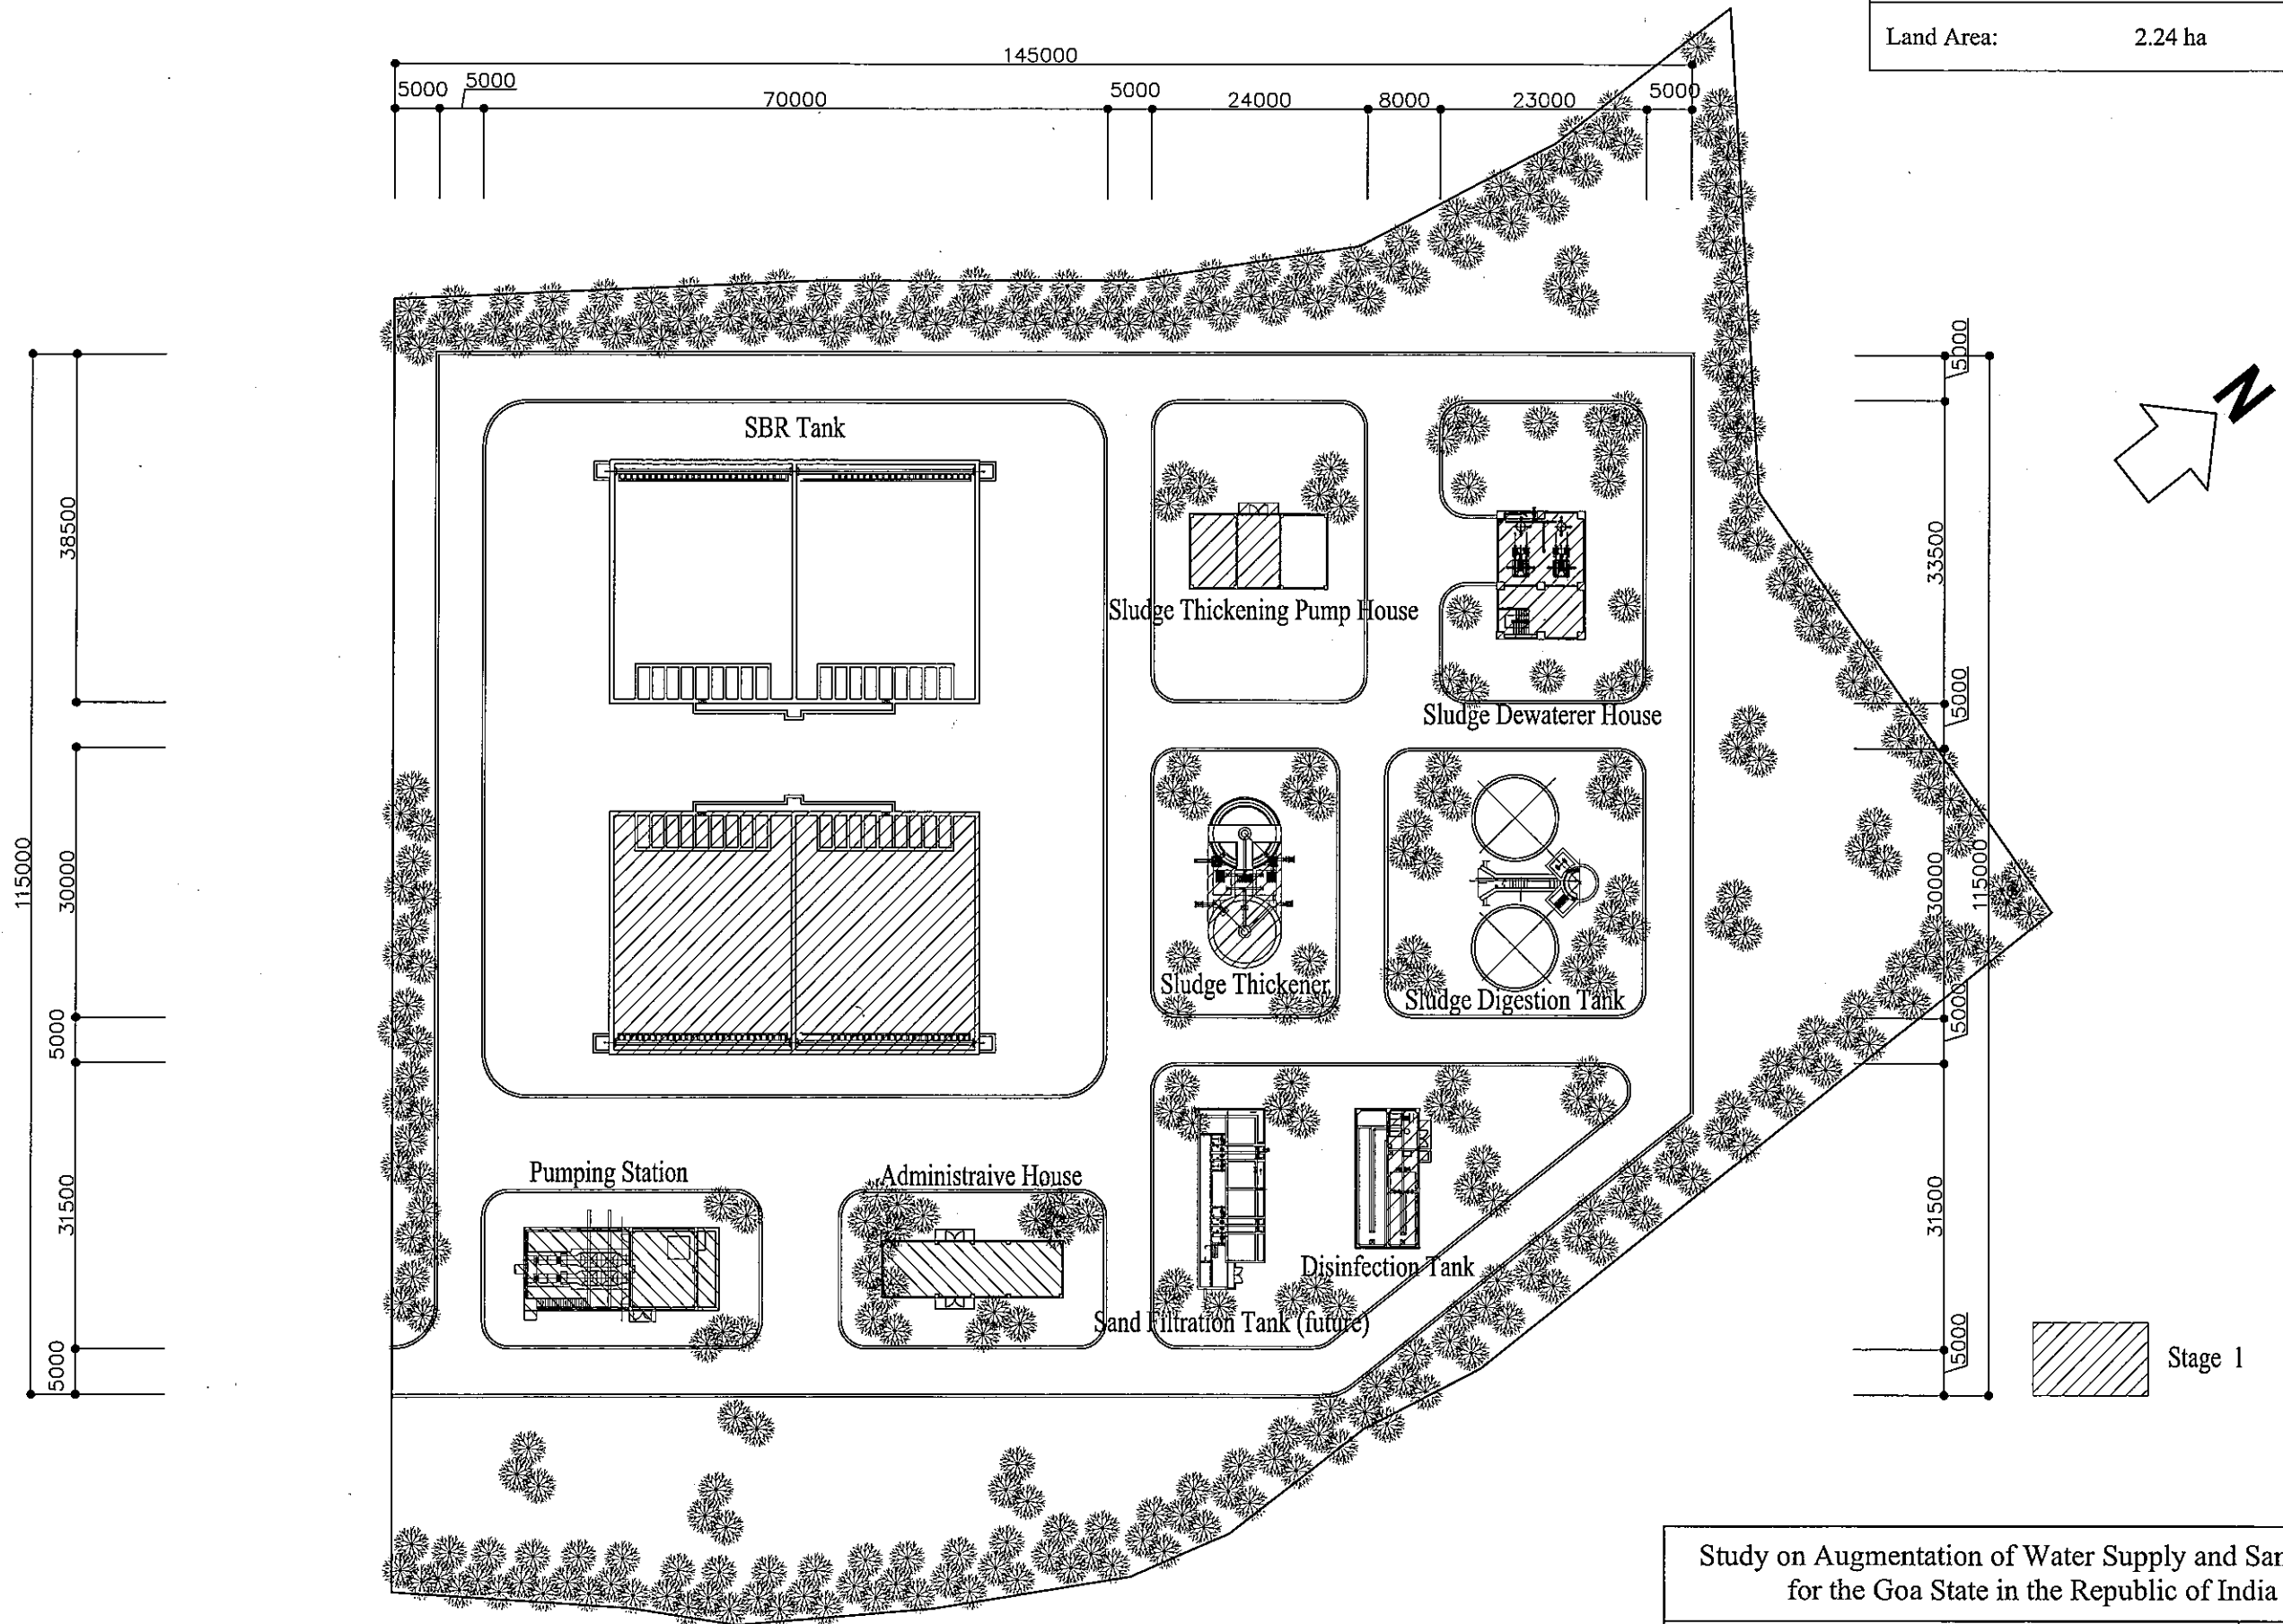 Land Area: 2.24 ha
145000
5000 5000 70000 5000 24000 8000 23000 5000
N
SBR Tank
Sludge Thickening Pump House
Sludge Dewaterer House
Sludge Thickener
Sludge Digestion Tank
Pumping Station
Administraive House
Disinfection Tank
Sand Filtration Tank (future)
115000
38500
30000
5000
31500
5000
5000
33500
5000
30000
115000
5000
31500
5000
Stage 1
Study on Augmentation of Water Supply and
for the Goa State in the Republic of India